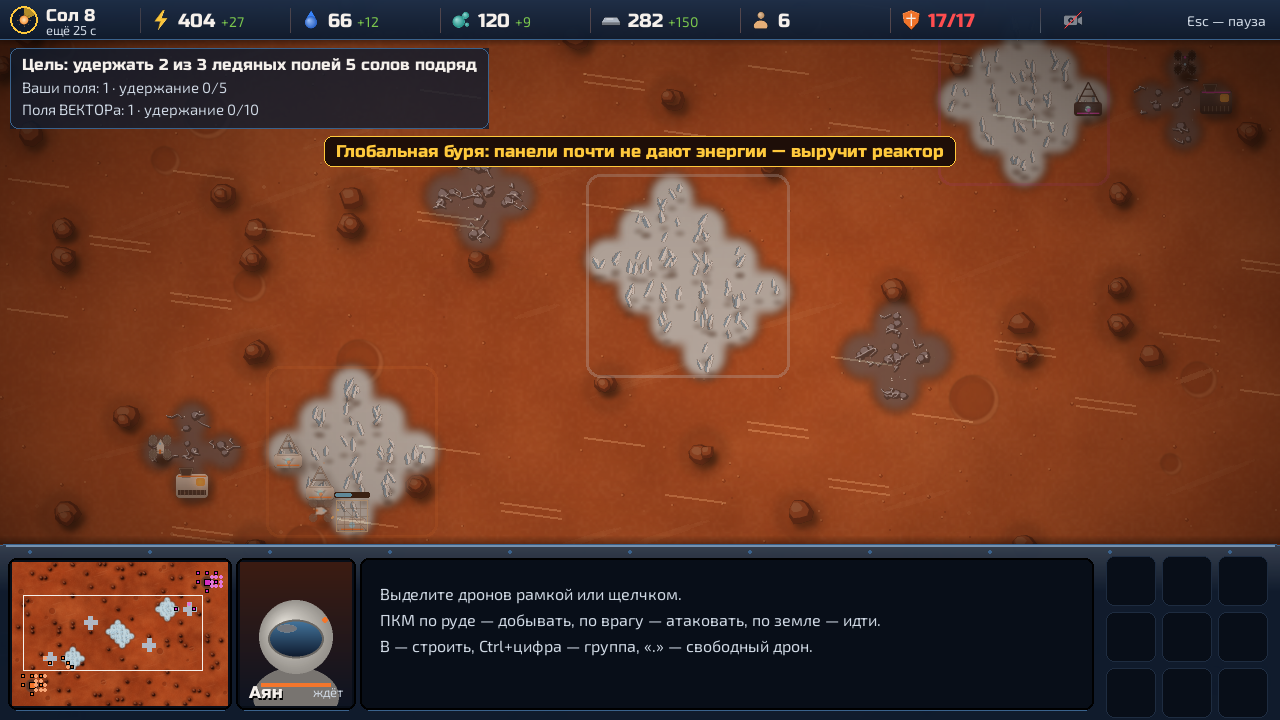 Сол 8
ещё 25 с
404 +27
66 +12
120 +9
282 +150
6
17/17
Esc — пауза
Цель: удержать 2 из 3 ледяных полей 5 солов подряд
Ваши поля: 1 · удержание 0/5
Поля ВЕКТОРа: 1 · удержание 0/10
Глобальная буря: панели почти не дают энергии — выручит реактор
Выделите дронов рамкой или щелчком.
ПКМ по руде — добывать, по врагу — атаковать, по земле — идти.
B — строить, Ctrl+цифра — группа, «.» — свободный дрон.
Аян ждёт